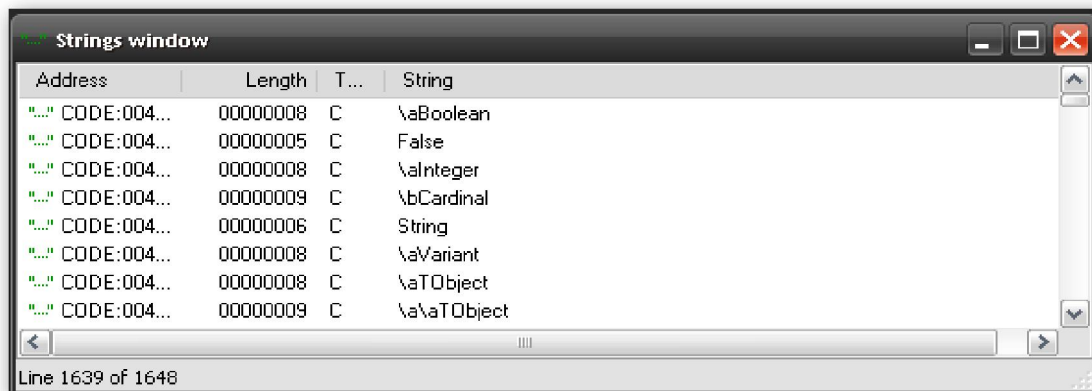 "..." Strings window
Address Length T... String
"..." CODE:004... 00000008 C \aBoolean
"..." CODE:004... 00000005 C False
"..." CODE:004... 00000008 C \aInteger
"..." CODE:004... 00000009 C \bCardinal
"..." CODE:004... 00000006 C String
"..." CODE:004... 00000008 C \aVariant
"..." CODE:004... 00000008 C \aTObject
"..." CODE:004... 00000009 C \a\aTObject
Line 1639 of 1648